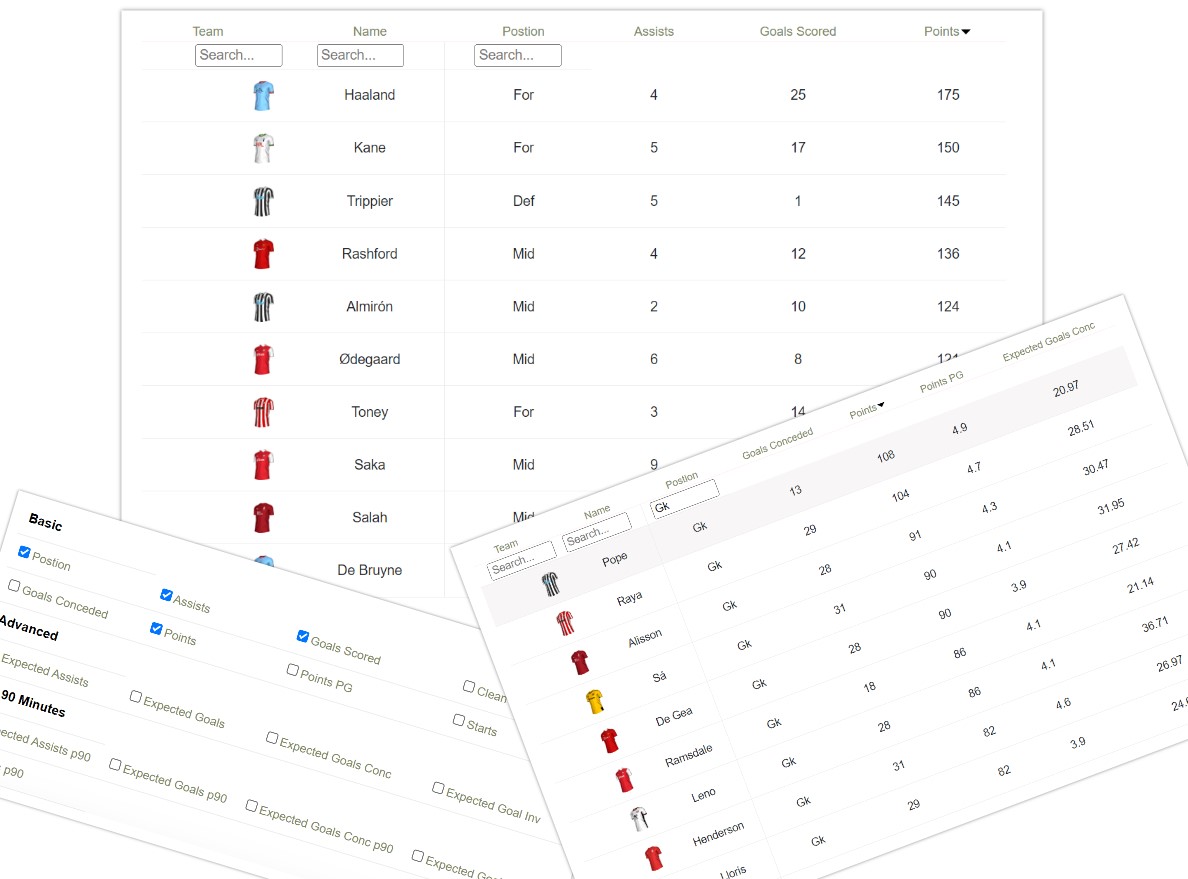 Team Name Postion Assists Goals Scored Points
Search... Search... Search...
Haaland For 4 25 175
Kane For 5 17 150
Trippier Def 5 1 145
Rashford Mid 4 12 136
Almirón Mid 2 10 124
Ødegaard Mid 6 8 121
Toney For 3 14
Saka Mid 9
Salah Mid
De Bruyne
Basic
Postion Assists Goals Scored Clean
Goals Conceded Points Points PG Starts
Advanced
Expected Assists Expected Goals Expected Goals Conc Expected Goal Inv
90 Minutes
ected Assists p90 Expected Goals p90 Expected Goals Conc p90 Expected Goa
p90
Team Name Postion Goals Conceded Points Points PG Expected Goals Conc
Search... Search... Gk
Pope Gk 13 108 4.9 20.97
Raya Gk 29 104 4.7 28.51
Alisson Gk 28 91 4.3 30.47
Sá Gk 31 90 4.1 31.95
De Gea Gk 28 90 3.9 27.42
Ramsdale Gk 18 86 4.1 21.14
Leno Gk 28 86 4.1 36.71
Henderson Gk 31 82 4.6 26.97
Lloris Gk 29 82 3.9